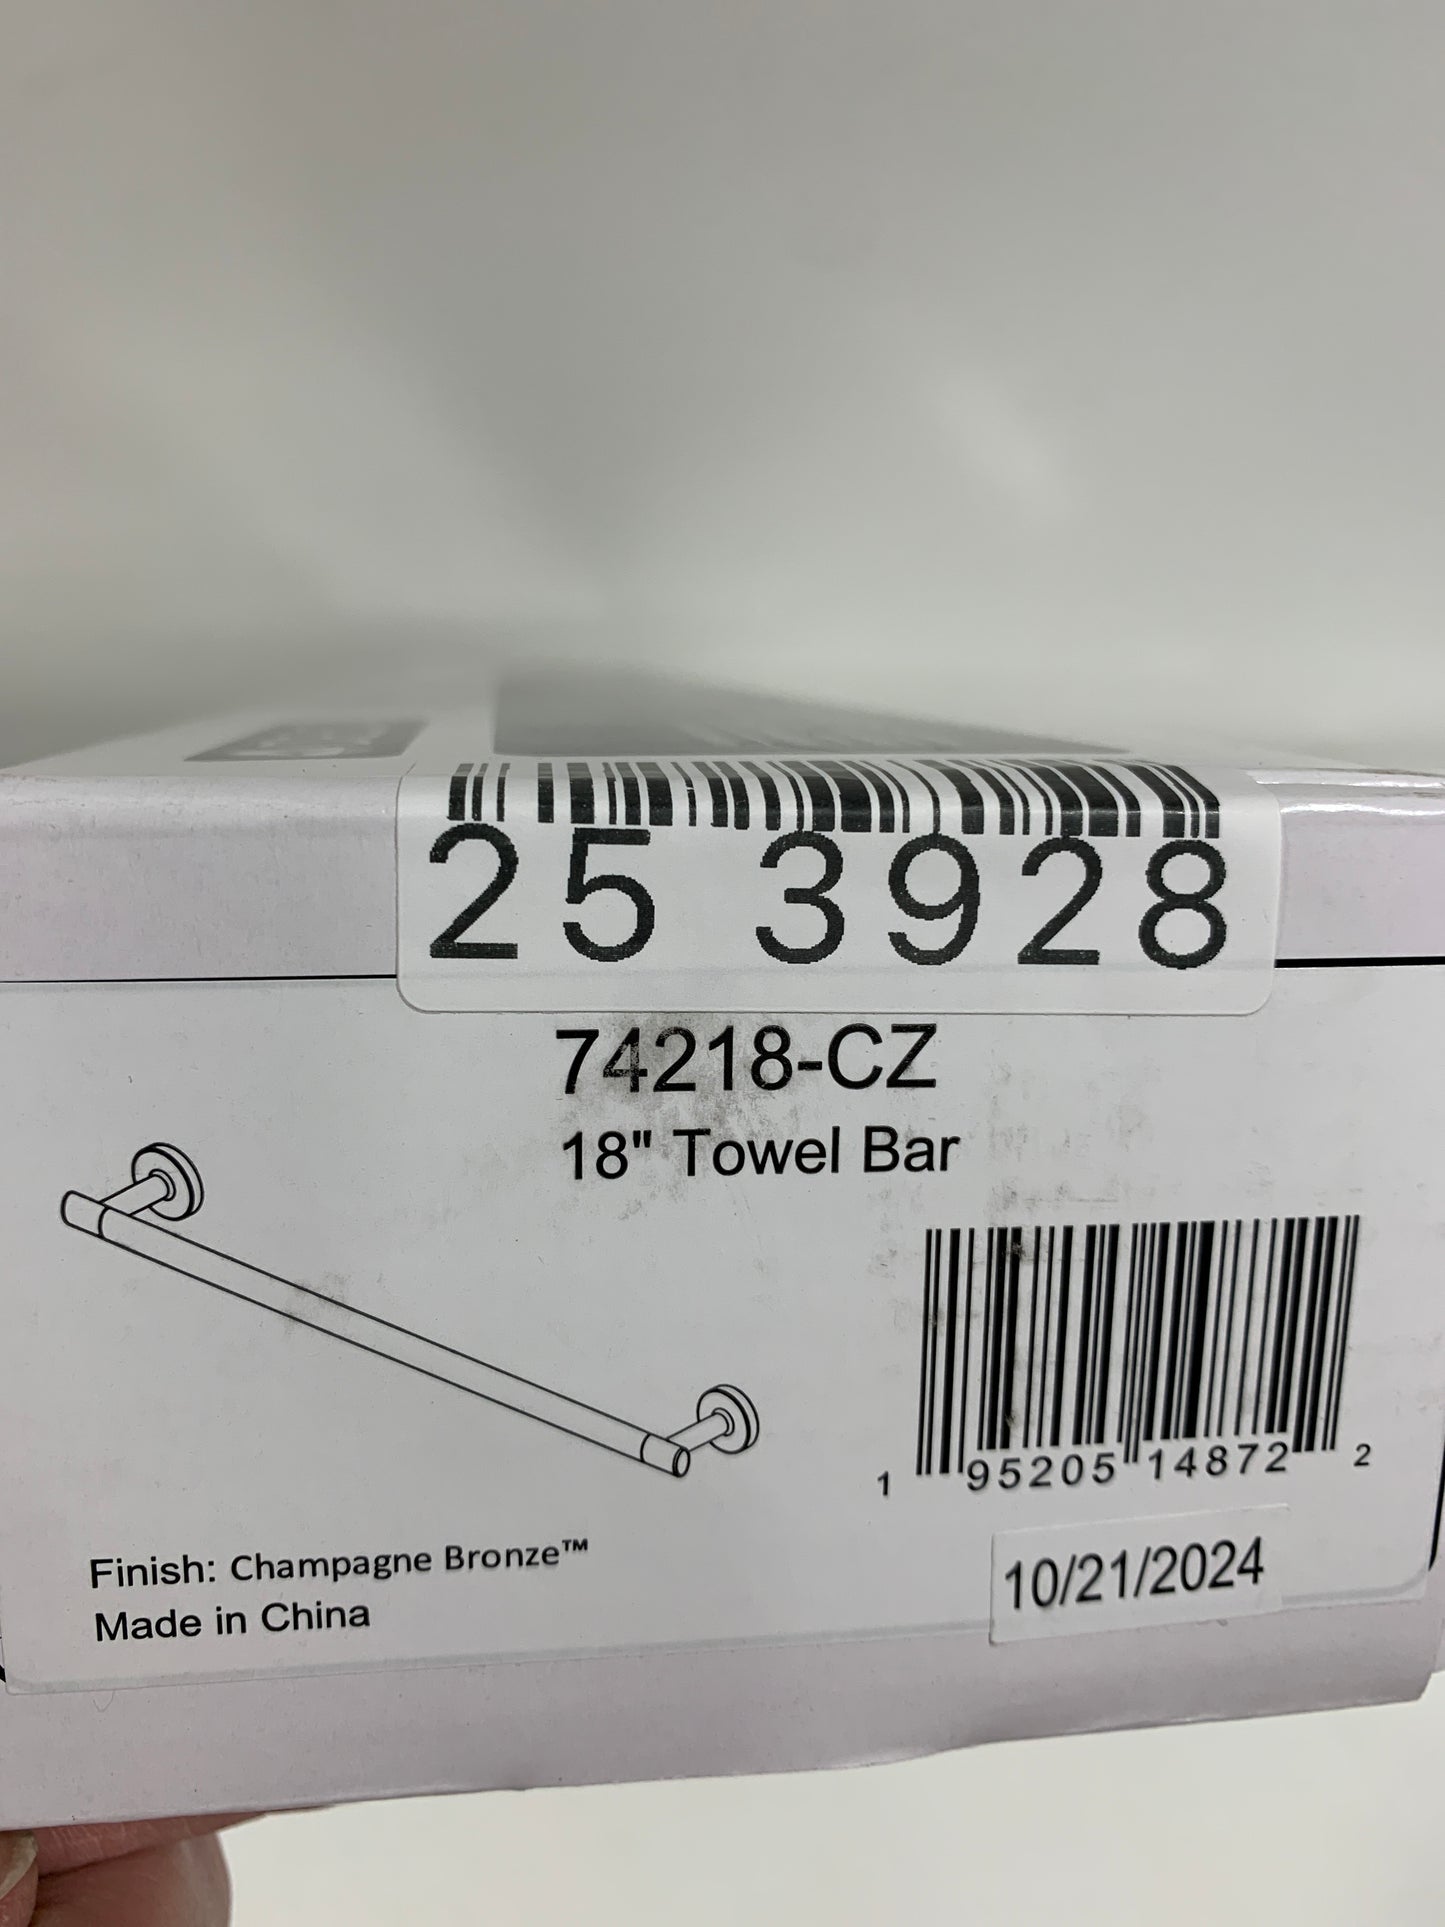 25 3928
74218-CZ
18" Towel Bar
1 95205 14872 2
Finish: Champagne Bronze™
Made in China
10/21/2024